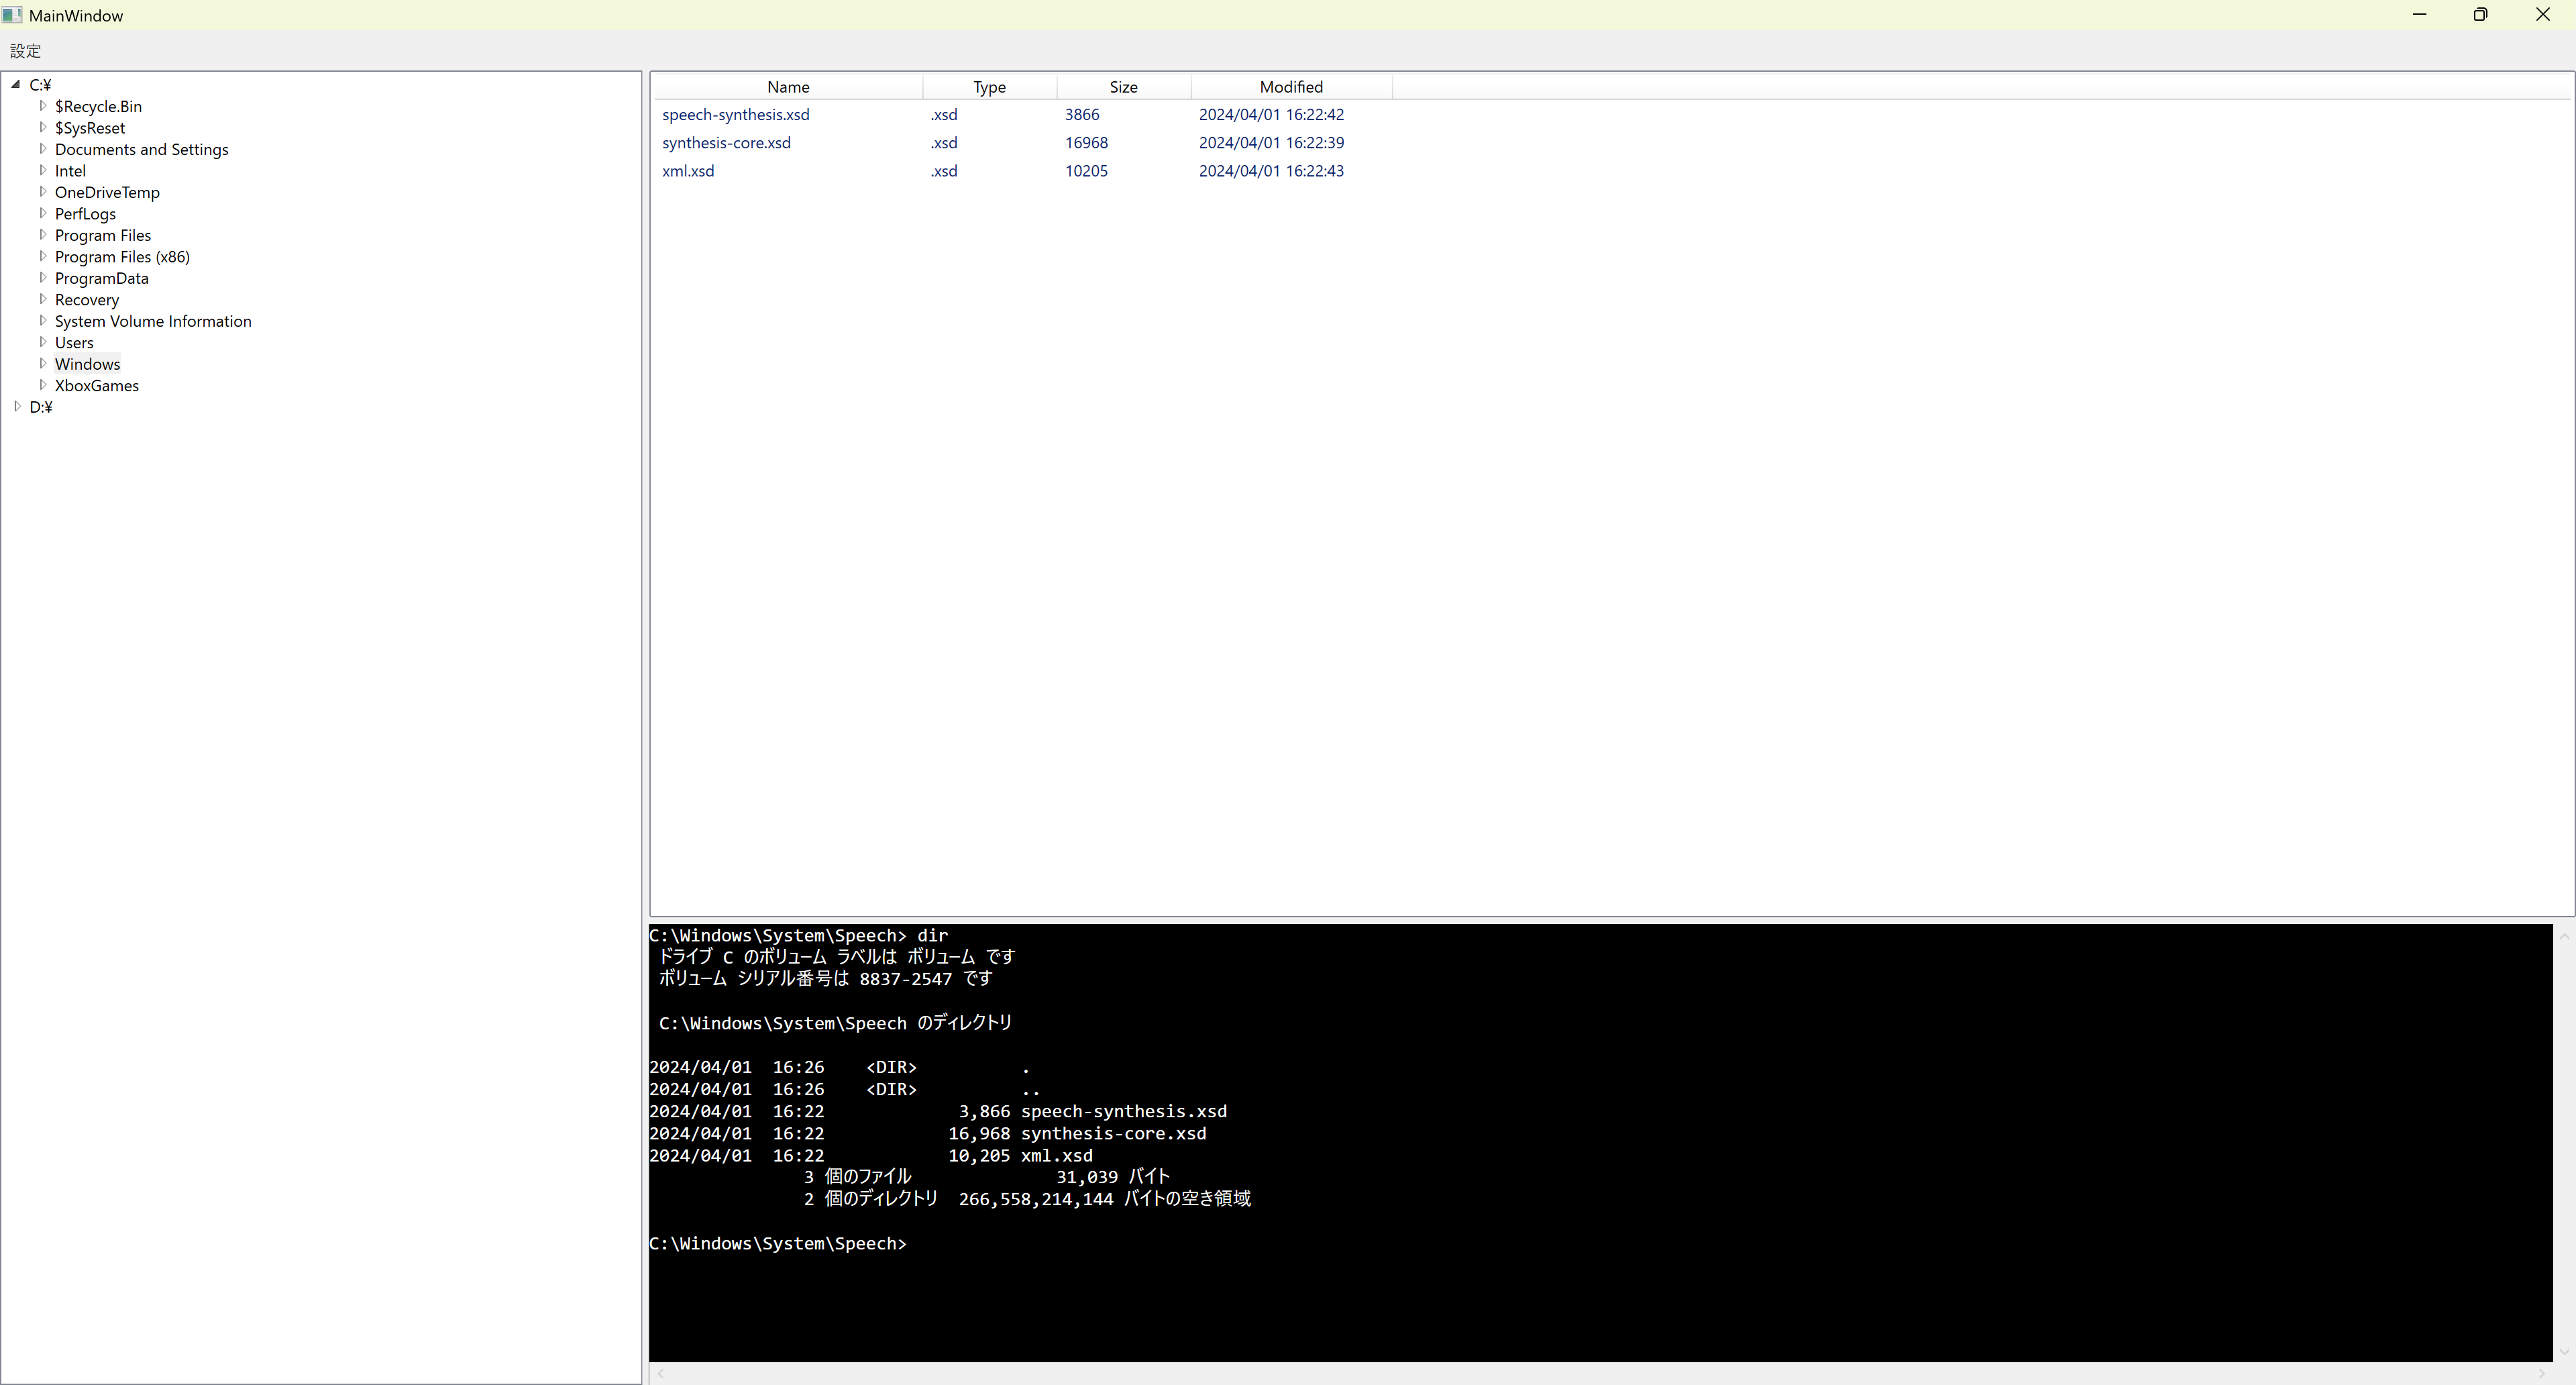 MainWindow
設定
C:¥
$Recycle.Bin
$SysReset
Documents and Settings
Intel
OneDriveTemp
PerfLogs
Program Files
Program Files (x86)
ProgramData
Recovery
System Volume Information
Users
Windows
XboxGames
D:¥
Name Type Size Modified
speech-synthesis.xsd .xsd 3866 2024/04/01 16:22:42
synthesis-core.xsd .xsd 16968 2024/04/01 16:22:39
xml.xsd .xsd 10205 2024/04/01 16:22:43
C:\Windows\System\Speech> dir
ドライブ C のボリューム ラベルは ボリューム です
ボリューム シリアル番号は 8837-2547 です
C:\Windows\System\Speech のディレクトリ
2024/04/01 16:26 <DIR> .
2024/04/01 16:26 <DIR> ..
2024/04/01 16:22 3,866 speech-synthesis.xsd
2024/04/01 16:22 16,968 synthesis-core.xsd
2024/04/01 16:22 10,205 xml.xsd
3 個のファイル 31,039 バイト
2 個のディレクトリ 266,558,214,144 バイトの空き領域
C:\Windows\System\Speech>